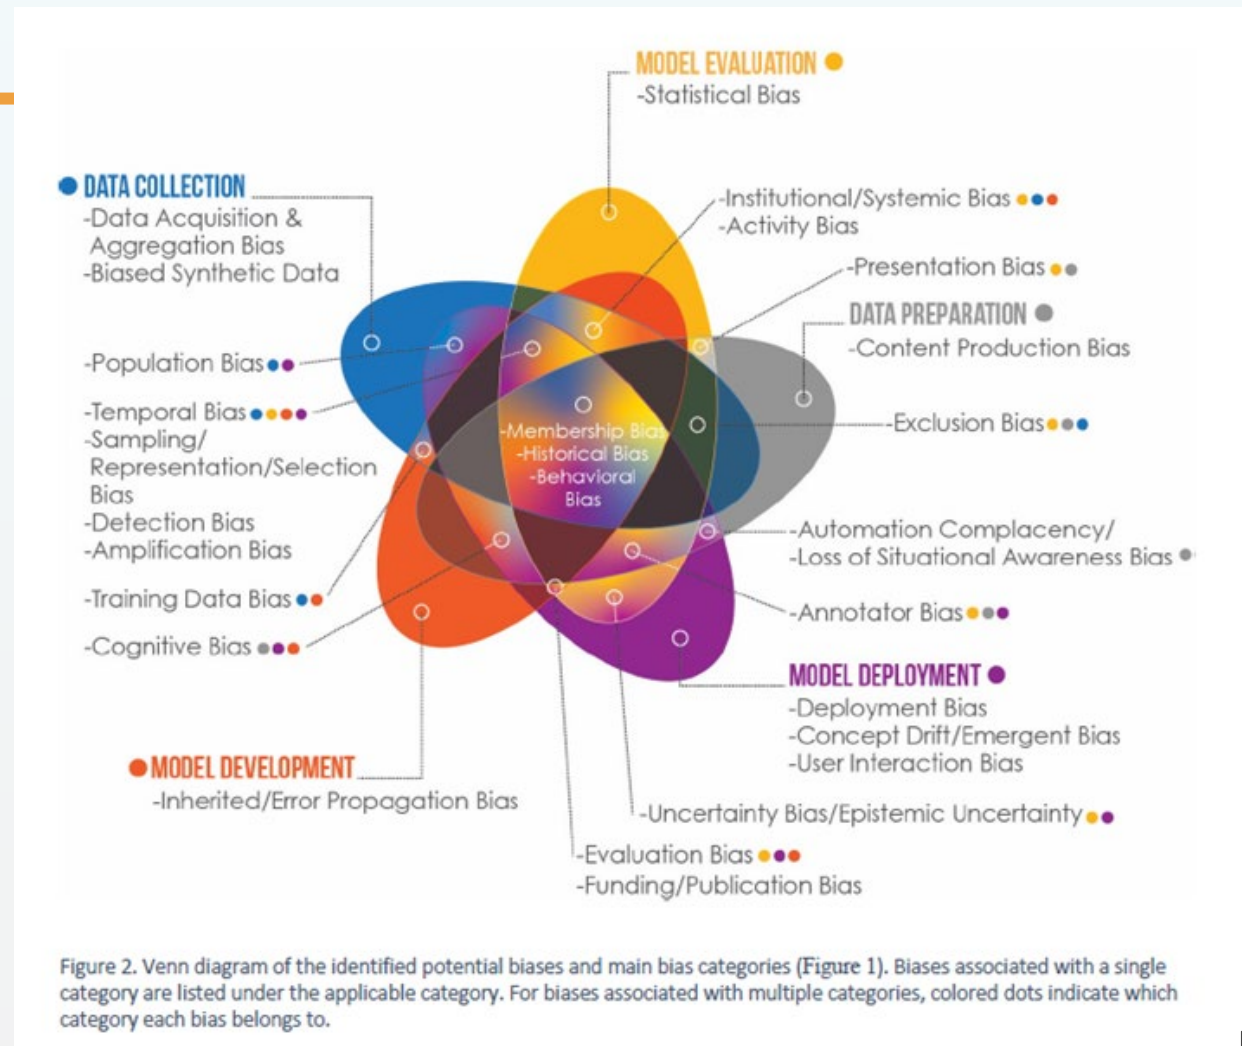 MODEL EVALUATION
-Statistical Bias
DATA COLLECTION
-Data Acquisition &
Aggregation Bias
-Biased Synthetic Data
-Institutional/Systemic Bias
-Activity Bias
-Presentation Bias
DATA PREPARATION
-Content Production Bias
-Population Bias
-Temporal Bias
-Sampling/
Representation/Selection
Bias
-Detection Bias
-Amplification Bias
-Exclusion Bias
-Membership Bias
-Historical Bias
-Behavioral
Bias
-Training Data Bias
-Cognitive Bias
-Automation Complacency/
-Loss of Situational Awareness Bias
-Annotator Bias
MODEL DEPLOYMENT
-Deployment Bias
-Concept Drift/Emergent Bias
-User Interaction Bias
MODEL DEVELOPMENT
-Inherited/Error Propagation Bias
-Uncertainty Bias/Epistemic Uncertainty
-Evaluation Bias
-Funding/Publication Bias
Figure 2. Venn diagram of the identified potential biases and main bias categories (Figure 1). Biases associated with a single
category are listed under the applicable category. For biases associated with multiple categories, colored dots indicate which
category each bias belongs to.